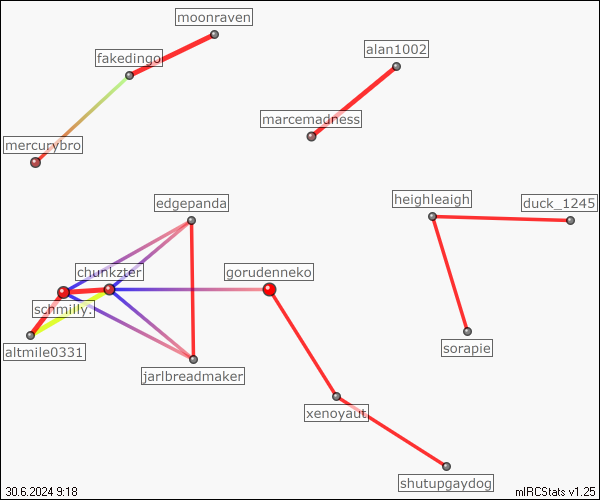 moonraven
fakedingo
alan1002
marcemadness
mercurybro
edgepanda
heighleaigh
duck_1245
chunkzter
gorudenneko
schmilly:
altmile0331
sorapie
jarlbreadmaker
xenoyaut
shutupgaydog
30.6.2024 9:18
mIRCStats v1.25